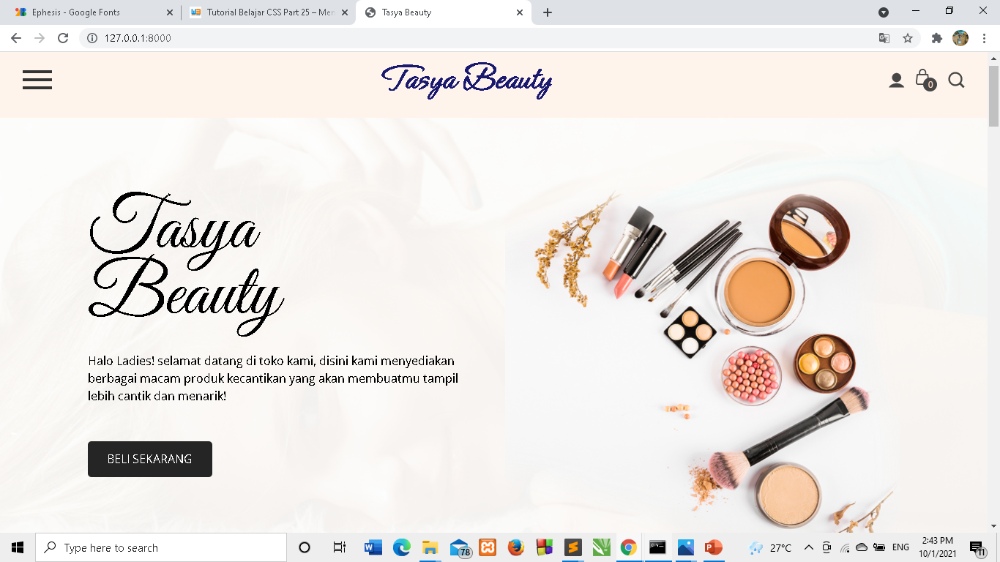 Ephesis - Google Fonts
Tutorial Belajar CSS Part 25 – Men
Tasya Beauty
127.0.0.1:8000
Tasya Beauty
0
Tasya
Beauty
Halo Ladies! selamat datang di toko kami, disini kami menyediakan
berbagai macam produk kecantikan yang akan membuatmu tampil
lebih cantik dan menarik!
BELI SEKARANG
Type here to search
78
27°C
ENG
2:43 PM
10/1/2021
11